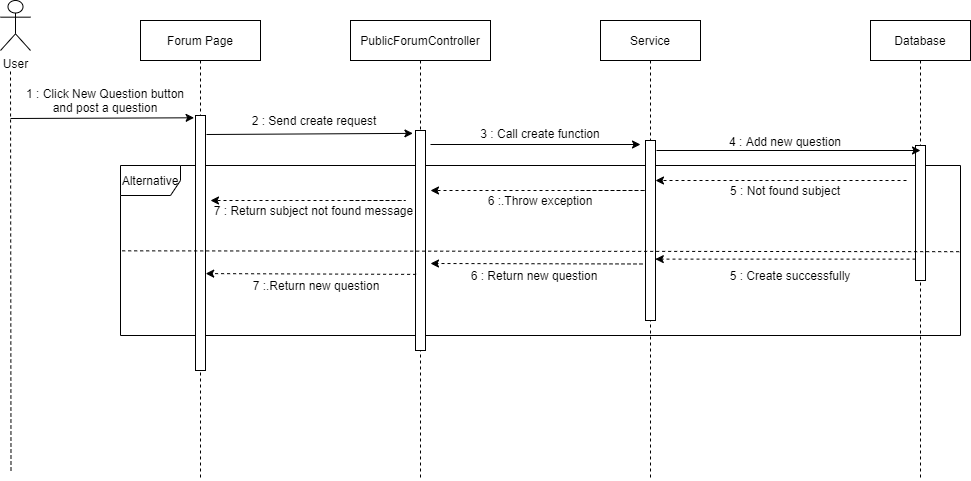 Forum Page
PublicForumController
Service
Database
User
1 : Click New Question button
and post a question
2 : Send create request
3 : Call create function
4 : Add new question
Alternative
5 : Not found subject
6 :.Throw exception
7 : Return subject not found message
5 : Create successfully
6 : Return new question
7 :.Return new question